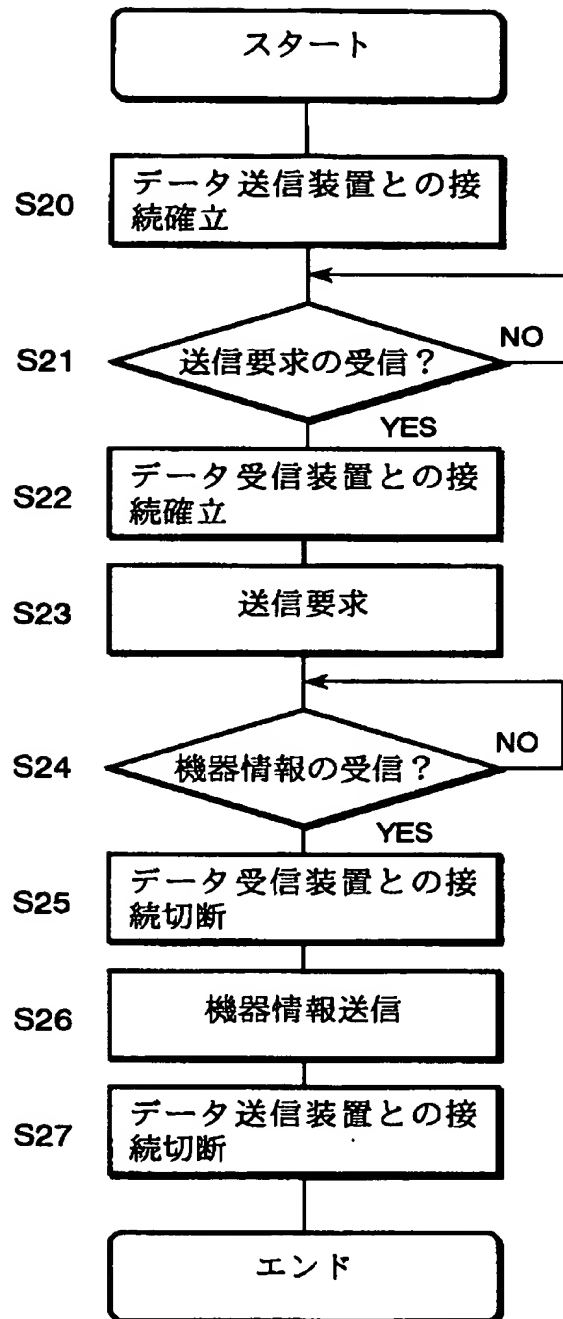 スタート
S20
データ送信装置との接
続確立
S21
送信要求の受信？
NO
YES
S22
データ受信装置との接
続確立
S23
送信要求
S24
機器情報の受信？
NO
YES
S25
データ受信装置との接
続切断
S26
機器情報送信
S27
データ送信装置との接
続切断
エンド